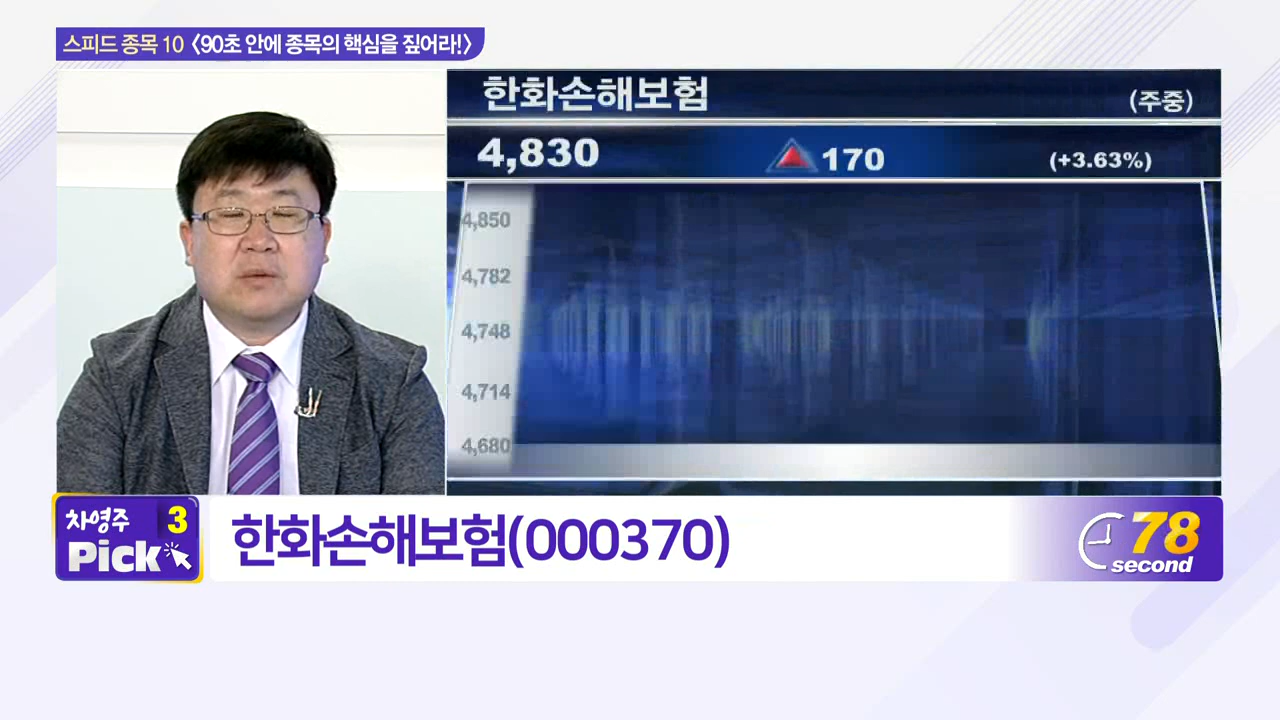 스피드 종목 10 <90초 안에 종목의 핵심을 짚어라!>
한화손해보험
(주중)
4,830 170 (+3.63%)
4,850
4,782
4,748
4,714
4,680
차영주 3
Pick
한화손해보험(000370)
78
second